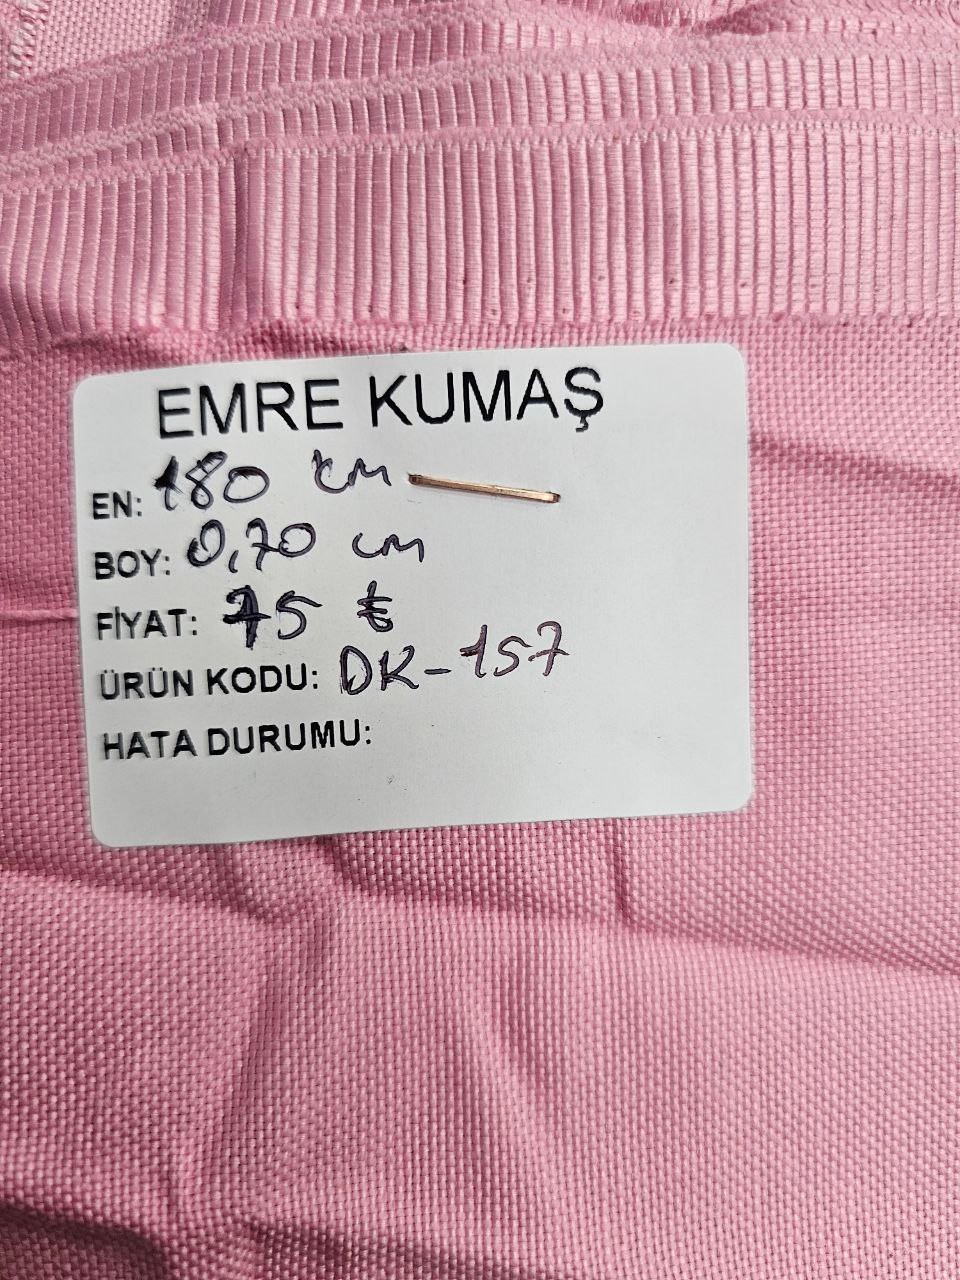 EMRE KUMAŞ
EN: 180 cm
BOY: 0,70 cm
FİYAT: 75 ₺
ÜRÜN KODU: DK-157
HATA DURUMU: